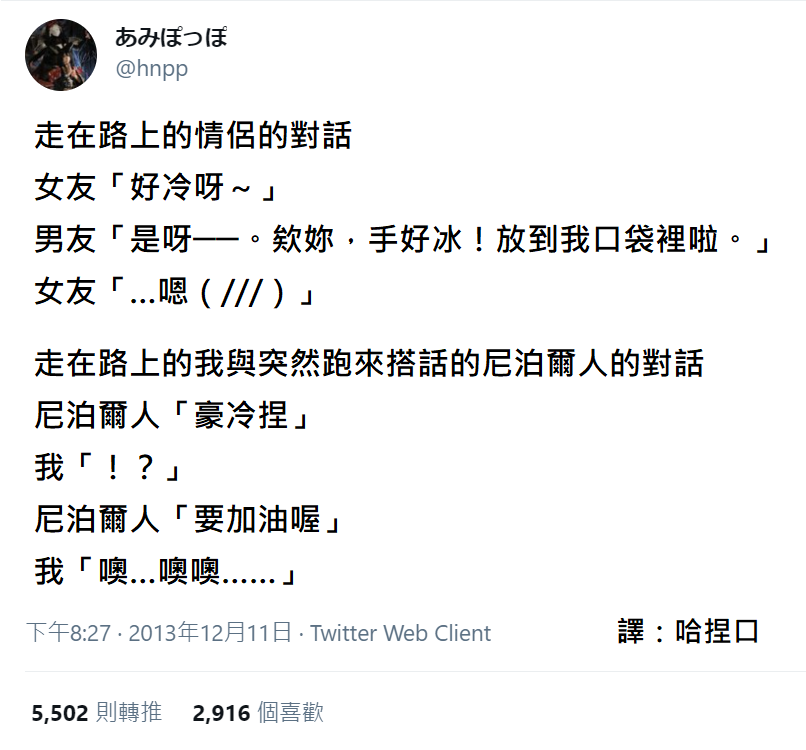 あみぽっぽ
@hnpp
走在路上的情侶的對話
女友「好冷呀～」
男友「是呀──。欸妳，手好冰！放到我口袋裡啦。」
女友「…嗯（///）」
走在路上的我與突然跑來搭話的尼泊爾人的對話
尼泊爾人「豪冷捏」
我「！？」
尼泊爾人「要加油喔」
我「噢…噢噢……」
下午8:27 · 2013年12月11日 · Twitter Web Client
譯：哈捏口
5,502 則轉推 2,916 個喜歡